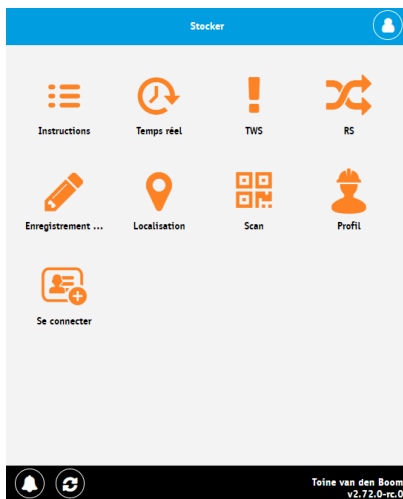 Stocker
Instructions
Temps réel
TWS
RS
Enregistrement ...
Localisation
Scan
Profil
Se connecter
Toine van den Boom
v2.72.0-rc.0